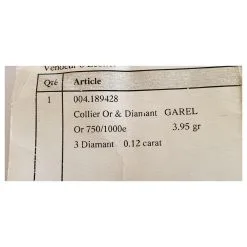 Qté Article
1 004.189428
Collier Or & Diamant GAREL
Or 750/1000e 3.95 gr
3 Diamant 0.12 carat